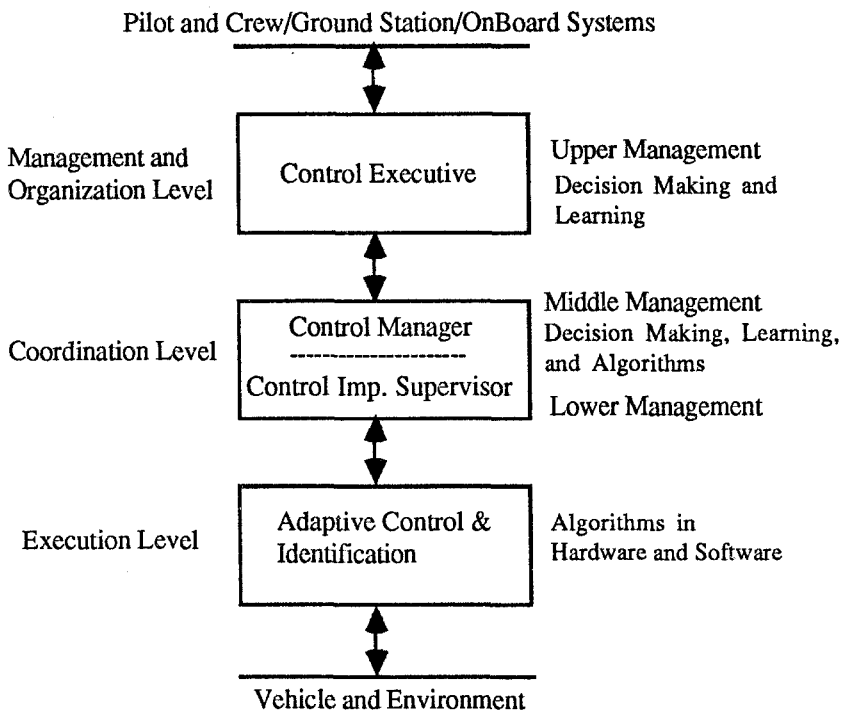 Pilot and Crew/Ground Station/OnBoard Systems
Management and
Organization Level
Control Executive
Upper Management
Decision Making and
Learning
Coordination Level
Control Manager
Control Imp. Supervisor
Middle Management
Decision Making, Learning,
and Algorithms
Lower Management
Execution Level
Adaptive Control &
Identification
Algorithms in
Hardware and Software
Vehicle and Environment